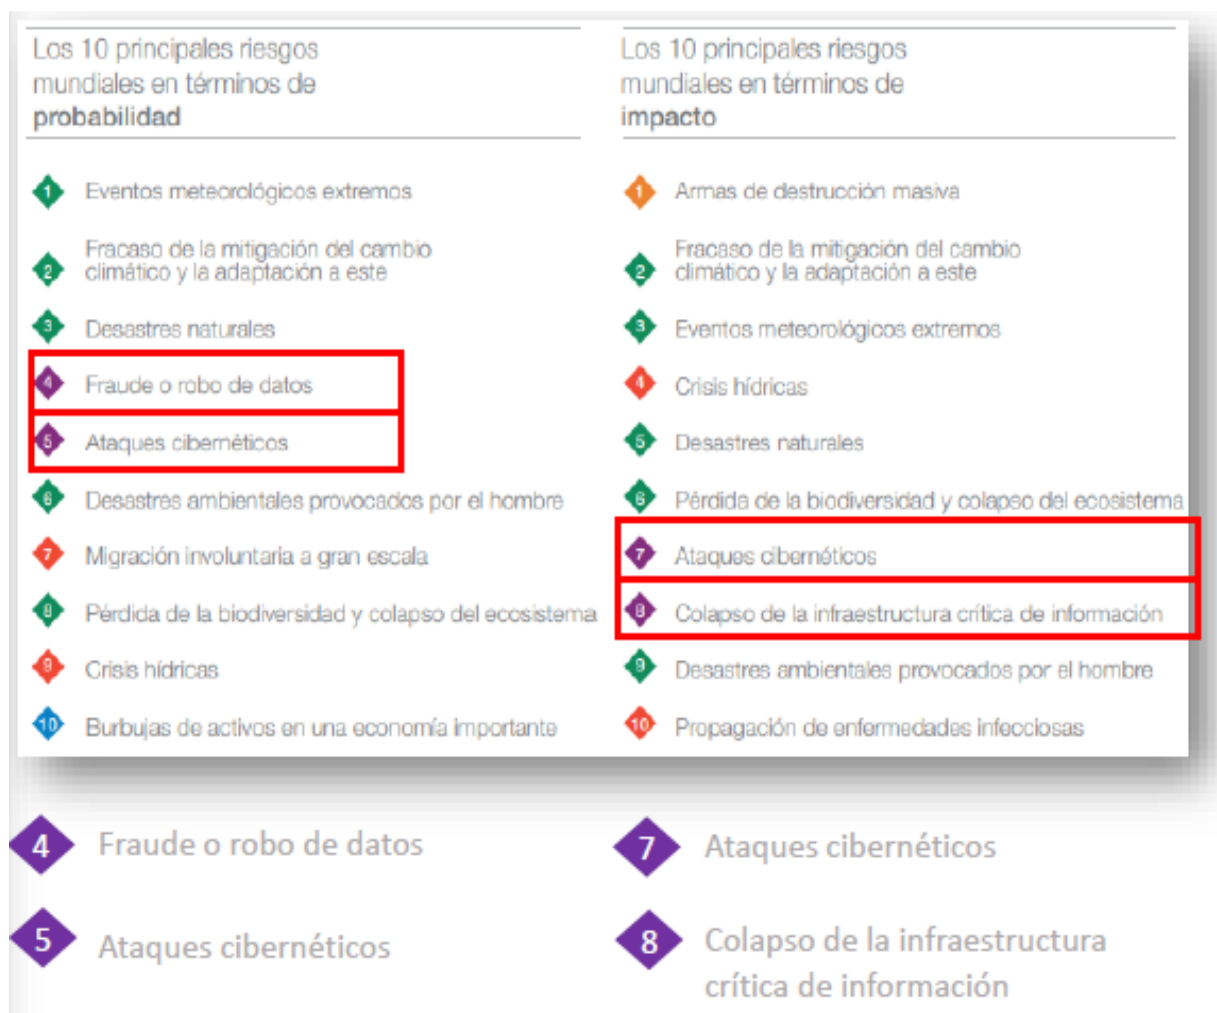 Los 10 principales riesgos
mundiales en términos de
probabilidad
1 Eventos meteorológicos extremos
2 Fracaso de la mitigación del cambio
climático y la adaptación a este
3 Desastres naturales
4 Fraude o robo de datos
5 Ataques cibernéticos
6 Desastres ambientales provocados por el hombre
7 Migración involuntaria a gran escala
8 Pérdida de la biodiversidad y colapso del ecosistema
9 Crisis hídricas
10 Burbujas de activos en una economía importante
Los 10 principales riesgos
mundiales en términos de
impacto
1 Armas de destrucción masiva
2 Fracaso de la mitigación del cambio
climático y la adaptación a este
3 Eventos meteorológicos extremos
4 Crisis hídricas
5 Desastres naturales
6 Pérdida de la biodiversidad y colapso del ecosistema
7 Ataques cibernéticos
8 Colapso de la infraestructura crítica de información
9 Desastres ambientales provocados por el hombre
10 Propagación de enfermedades infecciosas
4 Fraude o robo de datos
5 Ataques cibernéticos
7 Ataques cibernéticos
8 Colapso de la infraestructura
crítica de información